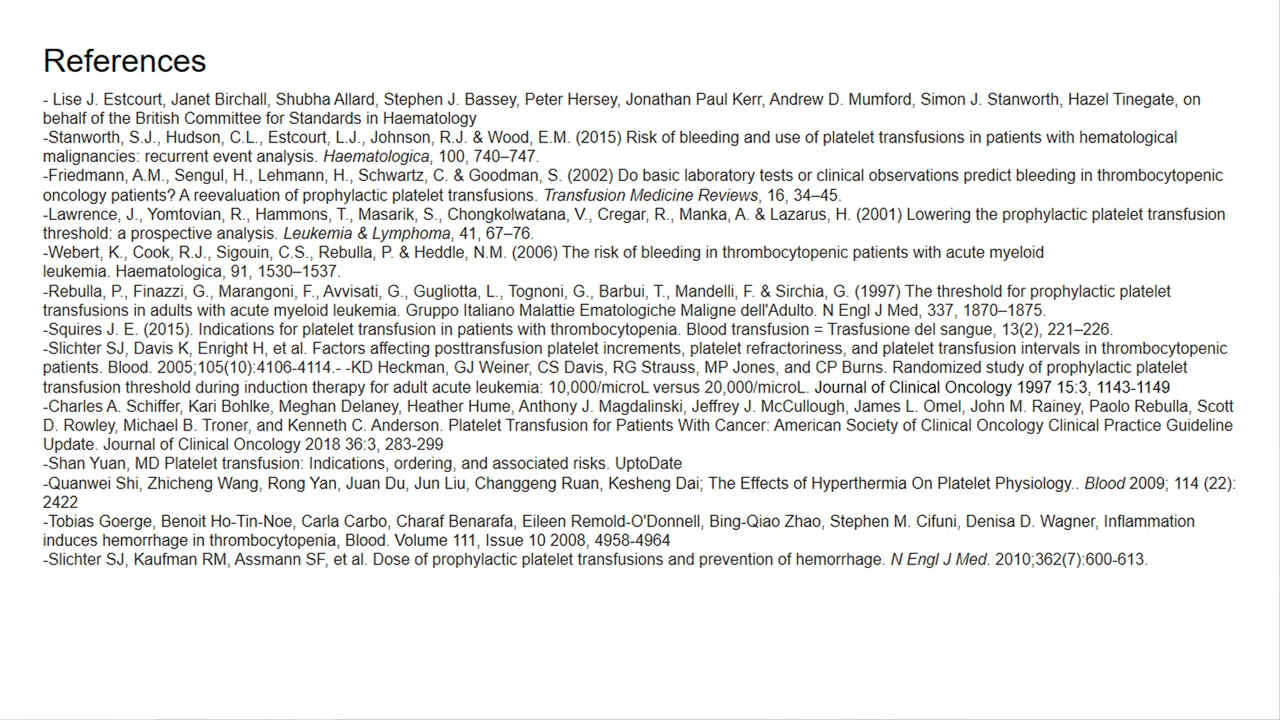 References
- Lise J. Estcourt, Janet Birchall, Shubha Allard, Stephen J. Bassey, Peter Hersey, Jonathan Paul Kerr, Andrew D. Mumford, Simon J. Stanworth, Hazel Tinegate, on
behalf of the British Committee for Standards in Haematology
-Stanworth, S.J., Hudson, C.L., Estcourt, L.J., Johnson, R.J. & Wood, E.M. (2015) Risk of bleeding and use of platelet transfusions in patients with hematological
malignancies: recurrent event analysis. Haematologica, 100, 740–747.
-Friedmann, A.M., Sengul, H., Lehmann, H., Schwartz, C. & Goodman, S. (2002) Do basic laboratory tests or clinical observations predict bleeding in thrombocytopenic
oncology patients? A reevaluation of prophylactic platelet transfusions. Transfusion Medicine Reviews, 16, 34–45.
-Lawrence, J., Yomtovian, R., Hammons, T., Masarik, S., Chongkolwatana, V., Cregar, R., Manka, A. & Lazarus, H. (2001) Lowering the prophylactic platelet transfusion
threshold: a prospective analysis. Leukemia & Lymphoma, 41, 67–76.
-Webert, K., Cook, R.J., Sigouin, C.S., Rebulla, P. & Heddle, N.M. (2006) The risk of bleeding in thrombocytopenic patients with acute myeloid
leukemia. Haematologica, 91, 1530–1537.
-Rebulla, P., Finazzi, G., Marangoni, F., Avvisati, G., Gugliotta, L., Tognoni, G., Barbui, T., Mandelli, F. & Sirchia, G. (1997) The threshold for prophylactic platelet
transfusions in adults with acute myeloid leukemia. Gruppo Italiano Malattie Ematologiche Maligne dell'Adulto. N Engl J Med, 337, 1870–1875.
-Squires J. E. (2015). Indications for platelet transfusion in patients with thrombocytopenia. Blood transfusion = Trasfusione del sangue, 13(2), 221–226.
-Slichter SJ, Davis K, Enright H, et al. Factors affecting posttransfusion platelet increments, platelet refractoriness, and platelet transfusion intervals in thrombocytopenic
patients. Blood. 2005;105(10):4106-4114.- -KD Heckman, GJ Weiner, CS Davis, RG Strauss, MP Jones, and CP Burns. Randomized study of prophylactic platelet
transfusion threshold during induction therapy for adult acute leukemia: 10,000/microL versus 20,000/microL. Journal of Clinical Oncology 1997 15:3, 1143-1149
-Charles A. Schiffer, Kari Bohlke, Meghan Delaney, Heather Hume, Anthony J. Magdalinski, Jeffrey J. McCullough, James L. Omel, John M. Rainey, Paolo Rebulla, Scott
D. Rowley, Michael B. Troner, and Kenneth C. Anderson. Platelet Transfusion for Patients With Cancer: American Society of Clinical Oncology Clinical Practice Guideline
Update. Journal of Clinical Oncology 2018 36:3, 283-299
-Shan Yuan, MD Platelet transfusion: Indications, ordering, and associated risks. UptoDate
-Quanwei Shi, Zhicheng Wang, Rong Yan, Juan Du, Jun Liu, Changgeng Ruan, Kesheng Dai; The Effects of Hyperthermia On Platelet Physiology.. Blood 2009; 114 (22):
2422
-Tobias Goerge, Benoit Ho-Tin-Noe, Carla Carbo, Charaf Benarafa, Eileen Remold-O'Donnell, Bing-Qiao Zhao, Stephen M. Cifuni, Denisa D. Wagner, Inflammation
induces hemorrhage in thrombocytopenia, Blood. Volume 111, Issue 10 2008, 4958-4964
-Slichter SJ, Kaufman RM, Assmann SF, et al. Dose of prophylactic platelet transfusions and prevention of hemorrhage. N Engl J Med. 2010;362(7):600-613.